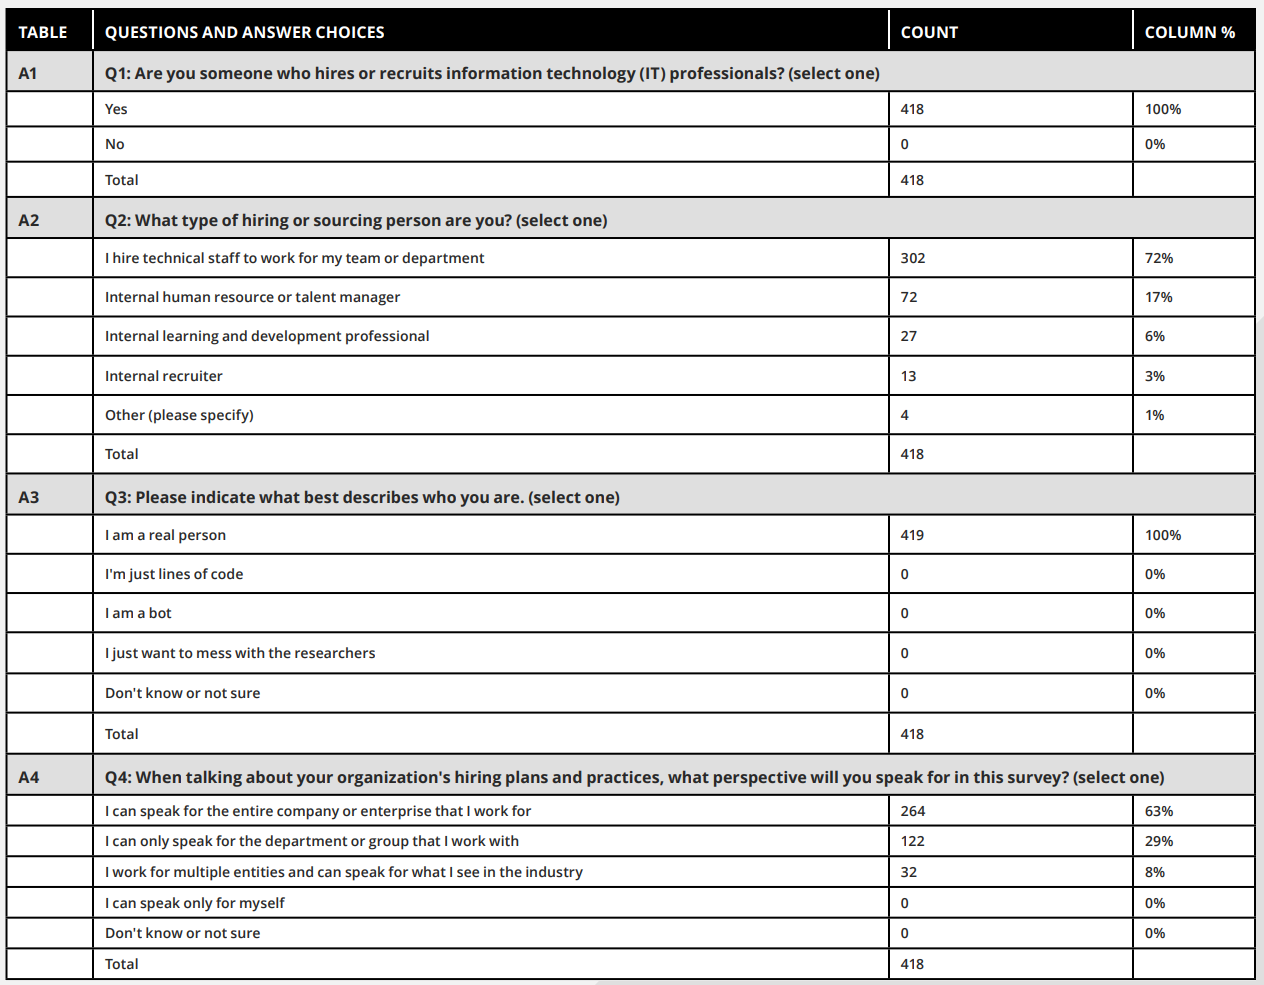 TABLE QUESTIONS AND ANSWER CHOICES COUNT COLUMN %
A1 Q1: Are you someone who hires or recruits information technology (IT) professionals? (select one)
Yes 418 100%
No 0 0%
Total 418
A2 Q2: What type of hiring or sourcing person are you? (select one)
I hire technical staff to work for my team or department 302 72%
Internal human resource or talent manager 72 17%
Internal learning and development professional 27 6%
Internal recruiter 13 3%
Other (please specify) 4 1%
Total 418
A3 Q3: Please indicate what best describes who you are. (select one)
I am a real person 419 100%
I'm just lines of code 0 0%
I am a bot 0 0%
I just want to mess with the researchers 0 0%
Don't know or not sure 0 0%
Total 418
A4 Q4: When talking about your organization's hiring plans and practices, what perspective will you speak for in this survey? (select one)
I can speak for the entire company or enterprise that I work for 264 63%
I can only speak for the department or group that I work with 122 29%
I work for multiple entities and can speak for what I see in the industry 32 8%
I can speak only for myself 0 0%
Don't know or not sure 0 0%
Total 418